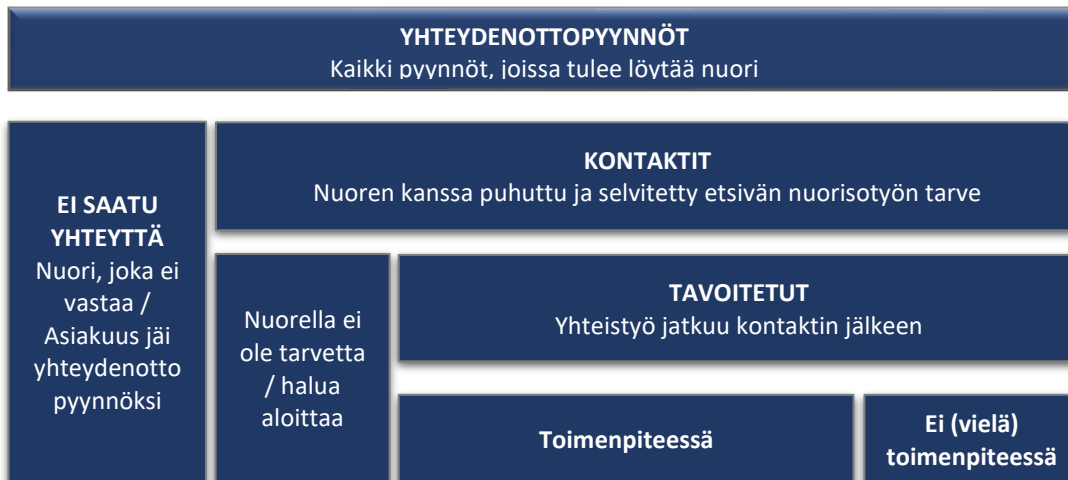 YHTEYDENOTTOPYYNNÖT
Kaikki pyynnöt, joissa tulee löytää nuori
EI SAATU
YHTEYTTÄ
Nuori, joka ei
vastaa /
Asiakuus jäi
yhteydenotto
pyynnöksi
KONTAKTIT
Nuoren kanssa puhuttu ja selvitetty etsivän nuorisotyön tarve
Nuorella ei
ole tarvetta
/ halua
aloittaa
TAVOITETUT
Yhteistyö jatkuu kontaktin jälkeen
Toimenpiteessä
Ei (vielä)
toimenpiteessä